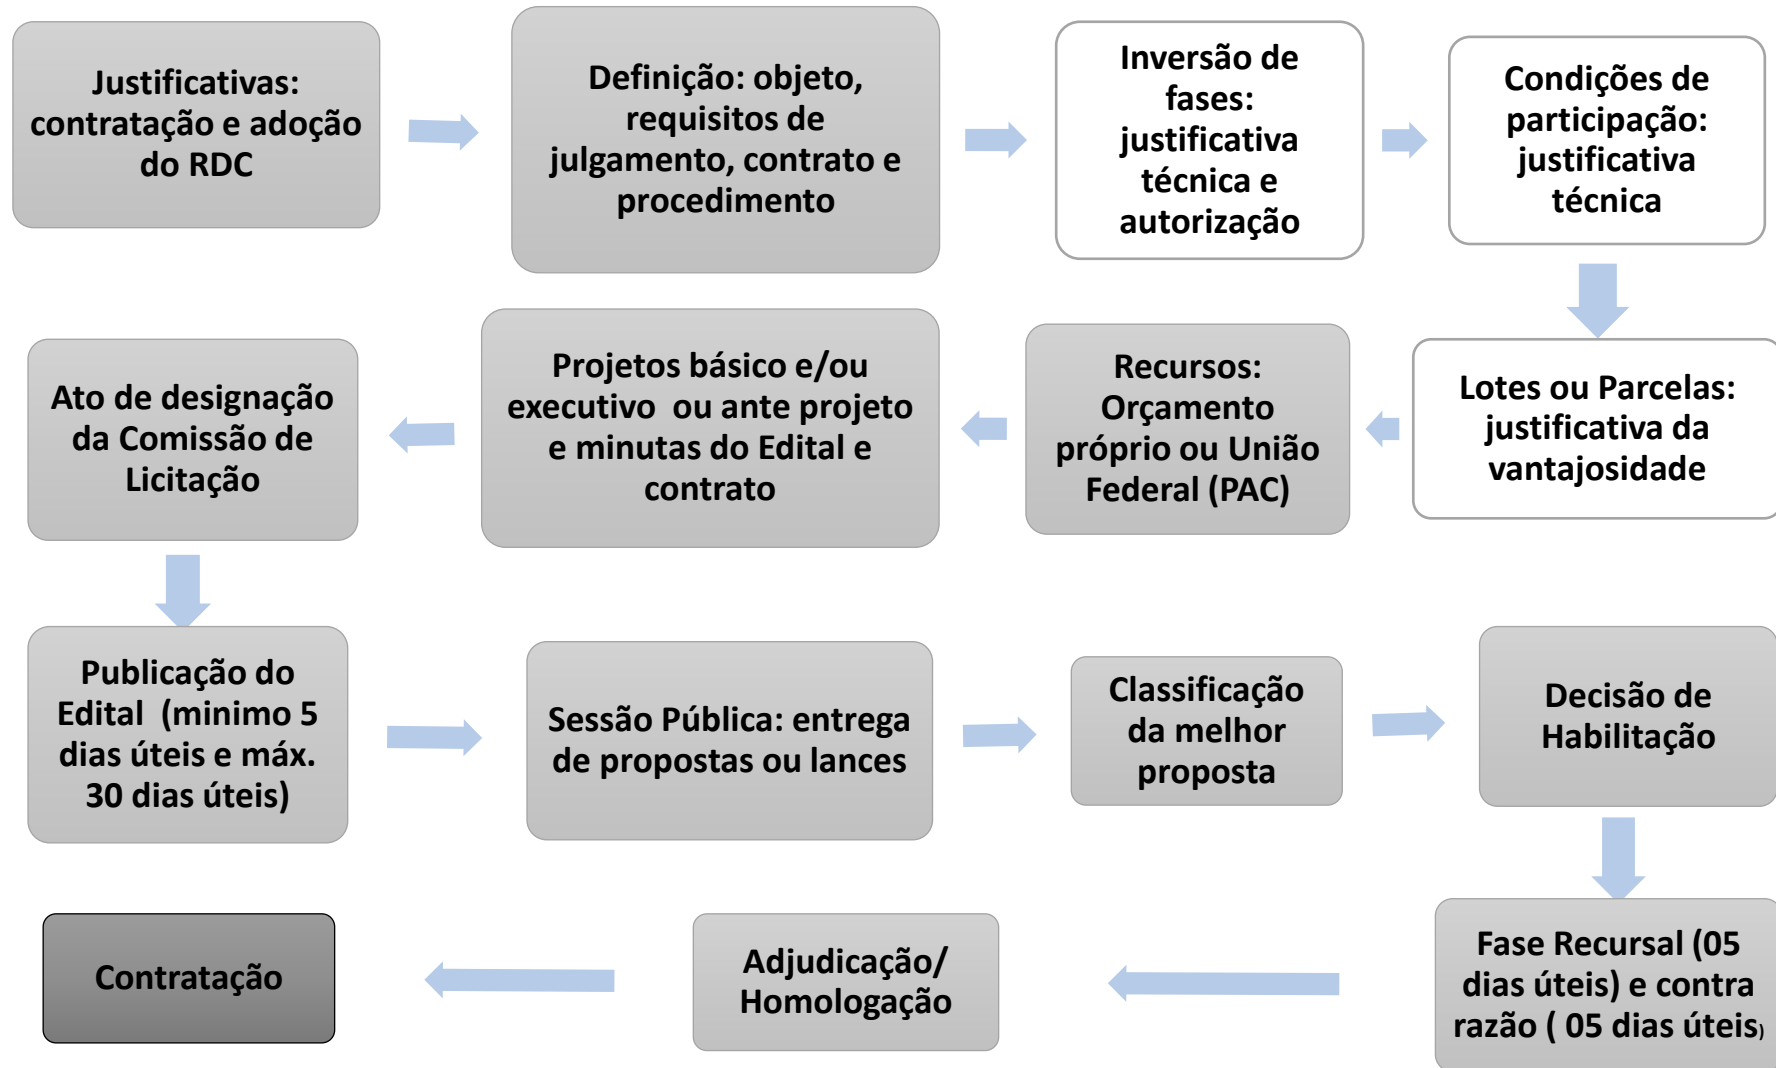 Justificativas:
contratação e adoção
do RDC
Definição: objeto,
requisitos de
julgamento, contrato e
procedimento
Inversão de
fases:
justificativa
técnica e
autorização
Condições de
participação:
justificativa
técnica
Lotes ou Parcelas:
justificativa da
vantajosidade
Recursos:
Orçamento
próprio ou União
Federal (PAC)
Projetos básico e/ou
executivo ou ante projeto
e minutas do Edital e
contrato
Ato de designação
da Comissão de
Licitação
Publicação do
Edital (minimo 5
dias úteis e máx.
30 dias úteis)
Sessão Pública: entrega
de propostas ou lances
Classificação
da melhor
proposta
Decisão de
Habilitação
Fase Recursal (05
dias úteis) e contra
razão ( 05 dias úteis)
Adjudicação/
Homologação
Contratação